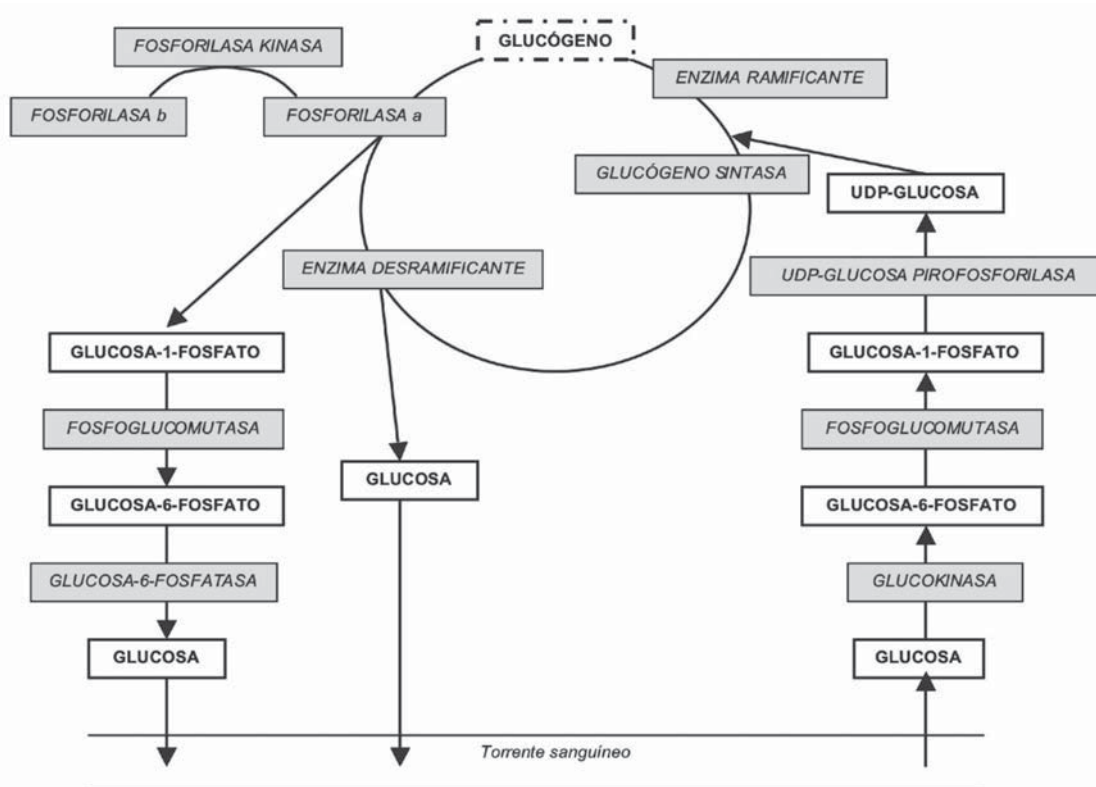 GLUCÓGENO
FOSFORILASA KINASA
ENZIMA RAMIFICANTE
FOSFORILASA b
FOSFORILASA a
GLUCÓGENO SINTASA
UDP-GLUCOSA
ENZIMA DESRAMIFICANTE
UDP-GLUCOSA PIROFOSFORILASA
GLUCOSA-1-FOSFATO
GLUCOSA-1-FOSFATO
FOSFOGLUCOMUTASA
FOSFOGLUCOMUTASA
GLUCOSA
GLUCOSA-6-FOSFATO
GLUCOSA-6-FOSFATO
GLUCOSA-6-FOSFATASA
GLUCOKINASA
GLUCOSA
GLUCOSA
Torrente sanguíneo